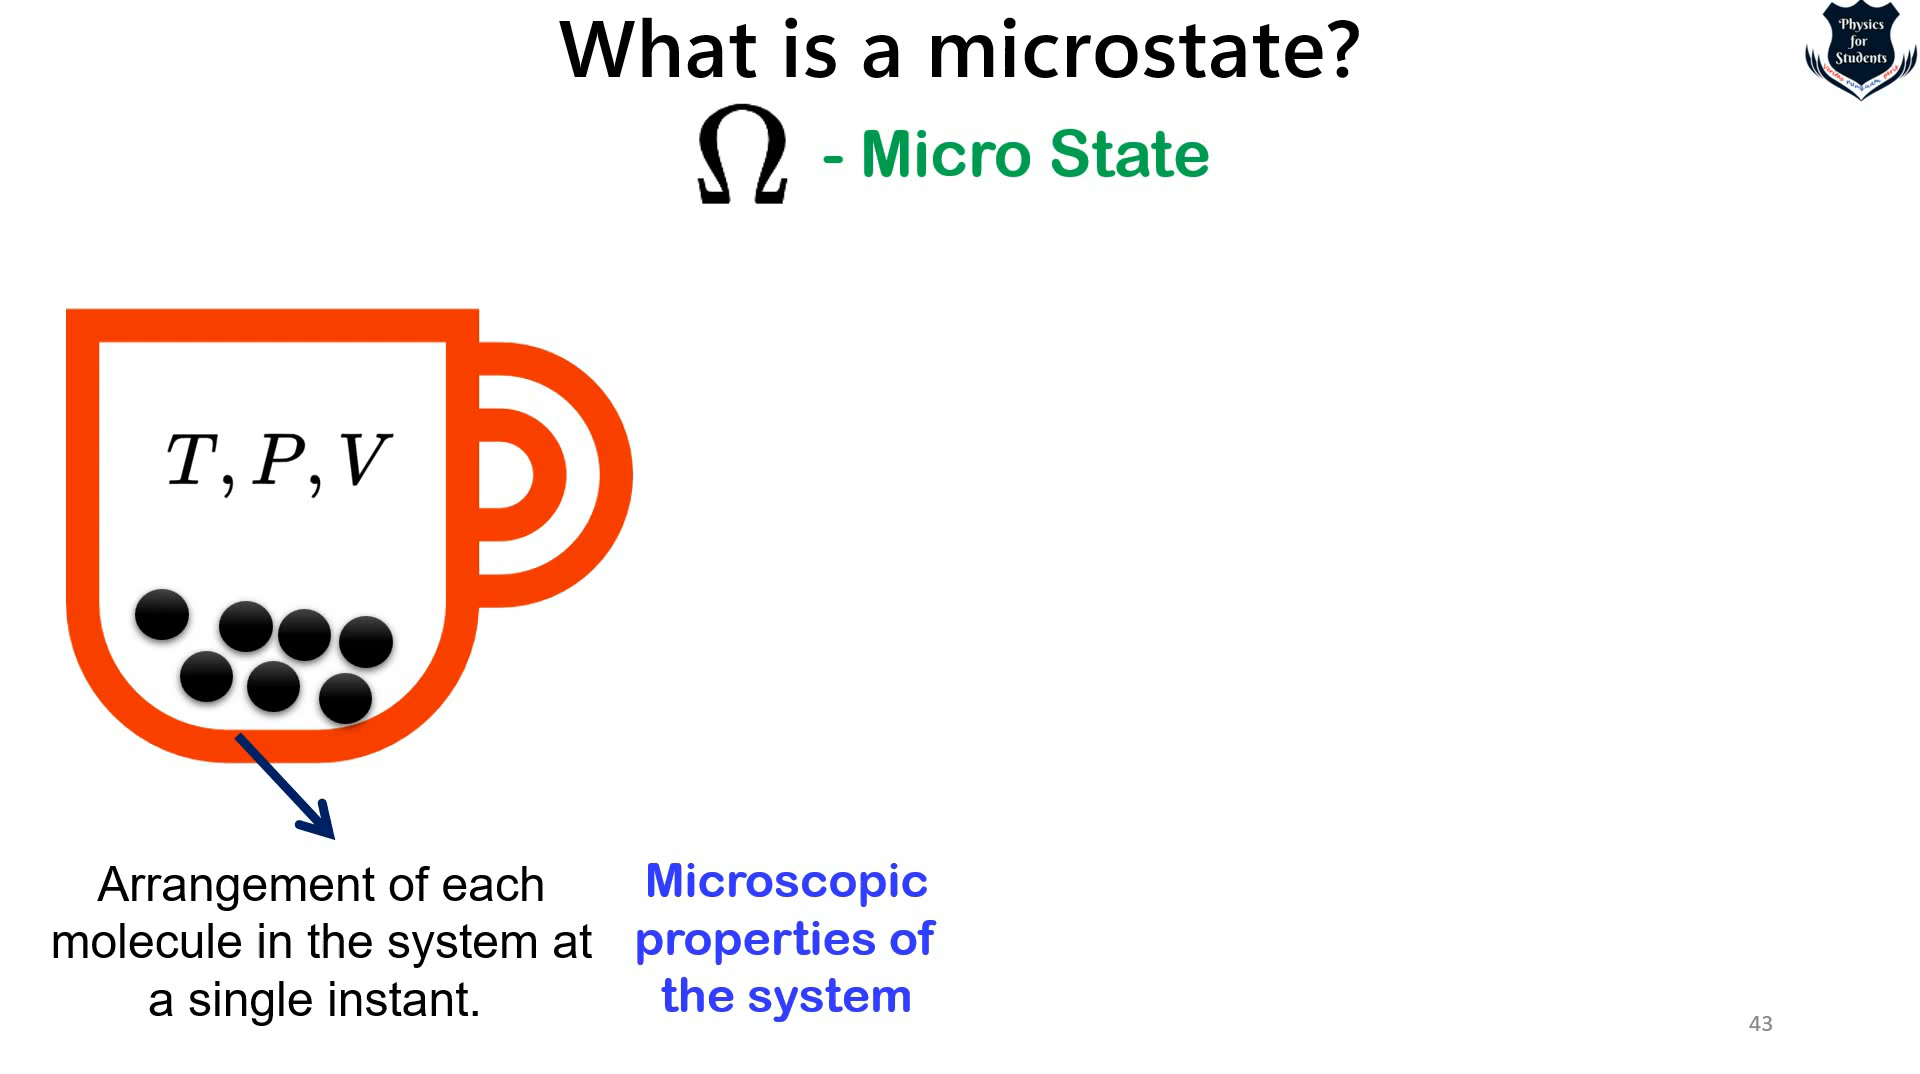 What is a microstate?
Physics
for
Students
Ω - Micro State
T, P, V
Arrangement of each
molecule in the system at
a single instant.
Microscopic
properties of
the system
43